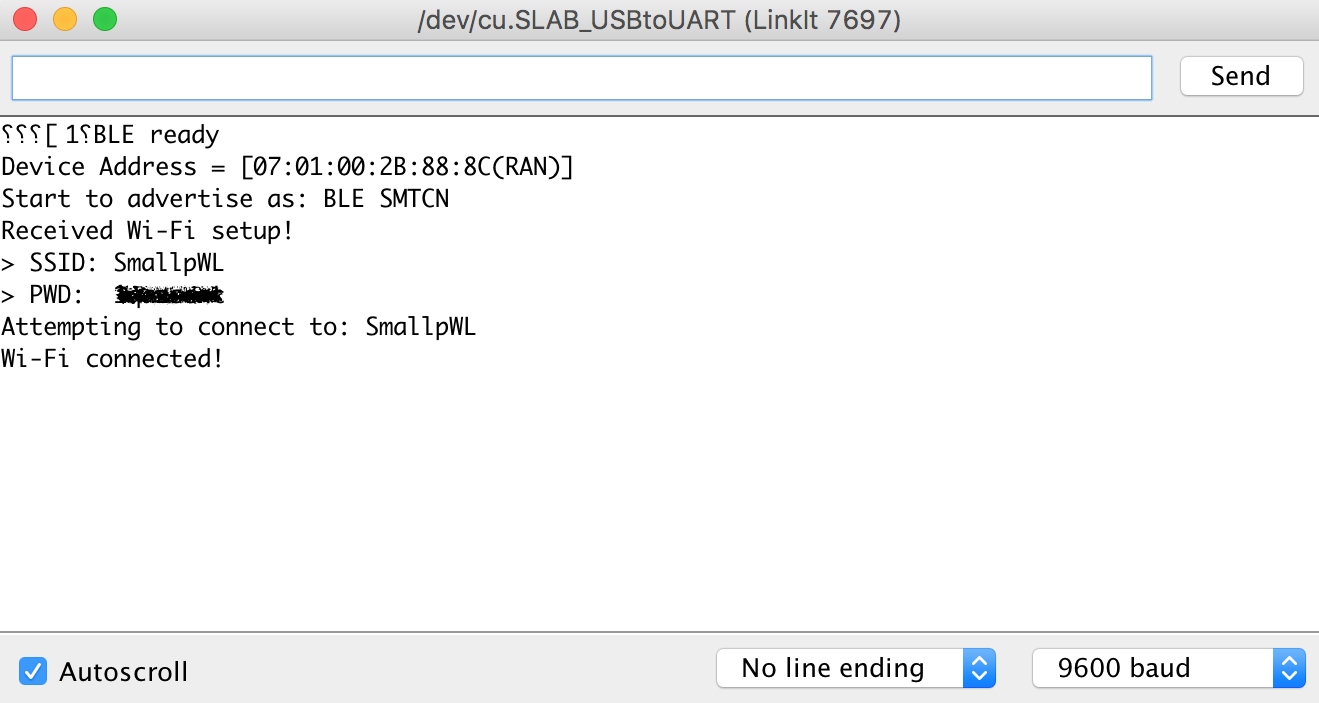 /dev/cu.SLAB_USBtoUART (LinkIt 7697)
Send
⸮⸮⸮[ 1⸮BLE ready
Device Address = [07:01:00:2B:88:8C(RAN)]
Start to advertise as: BLE SMTCN
Received Wi-Fi setup!
> SSID: SmallpWL
> PWD:
Attempting to connect to: SmallpWL
Wi-Fi connected!
Autoscroll
No line ending
9600 baud